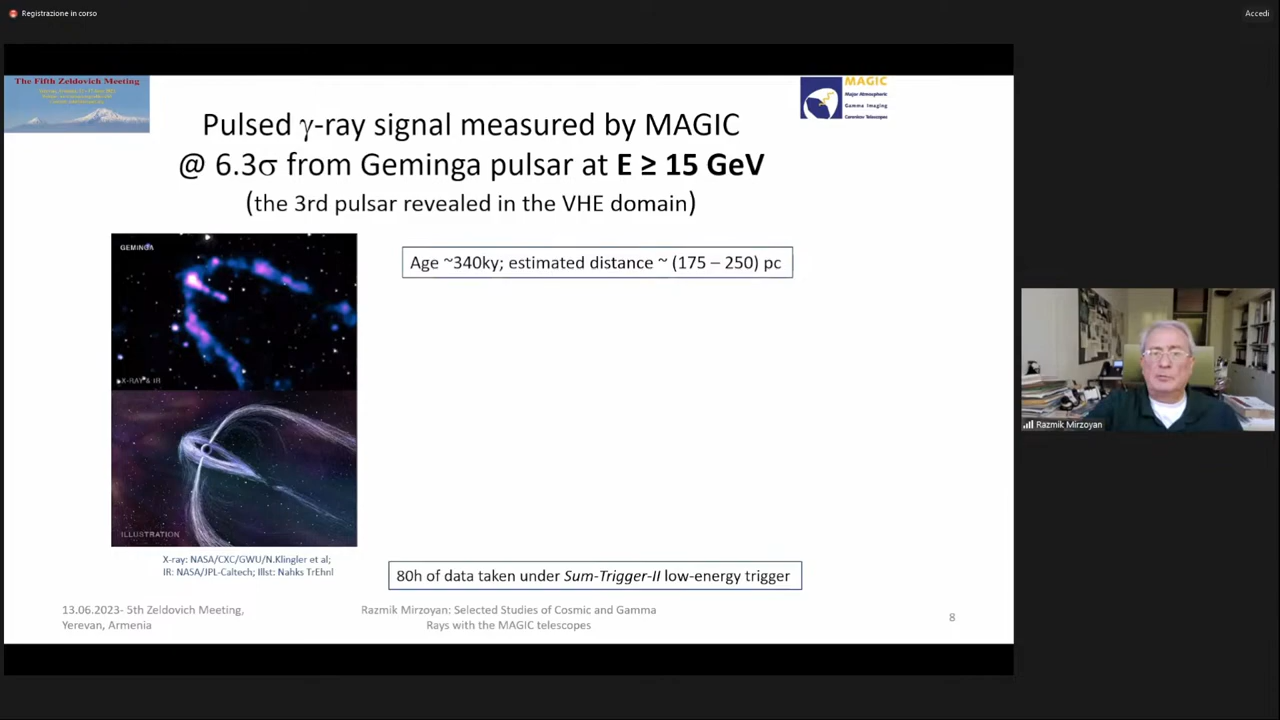 Registrazione in corso
Accedi
The Fifth Zeldovich Meeting
MAGIC
Major Atmospheric
Gamma Imaging
Cerenkov Telescopes
Pulsed γ-ray signal measured by MAGIC
@ 6.3σ from Geminga pulsar at E ≥ 15 GeV
(the 3rd pulsar revealed in the VHE domain)
GEMINGA
Age ~340ky; estimated distance ~ (175 – 250) pc
X-RAY & IR
ILLUSTRATION
X-ray: NASA/CXC/GWU/N.Klingler et al;
IR: NASA/JPL-Caltech; Illst: Nahks TrEhnl
80h of data taken under Sum-Trigger-II low-energy trigger
13.06.2023- 5th Zeldovich Meeting,
Yerevan, Armenia
Razmik Mirzoyan: Selected Studies of Cosmic and Gamma
Rays with the MAGIC telescopes
8
Razmik Mirzoyan